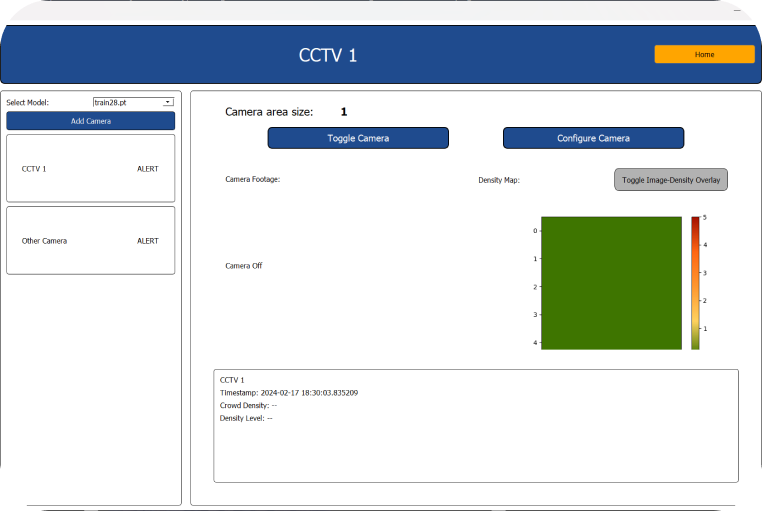 CCTV 1
Home
Select Model: train28.pt
Add Camera
CCTV 1 ALERT
Other Camera ALERT
Camera area size: 1
Toggle Camera Configure Camera
Camera Footage: Density Map: Toggle Image-Density Overlay
Camera Off
0
1
2
3
4
5
4
3
2
1
CCTV 1
Timestamp: 2024-02-17 18:30:03.835209
Crowd Density: --
Density Level: --